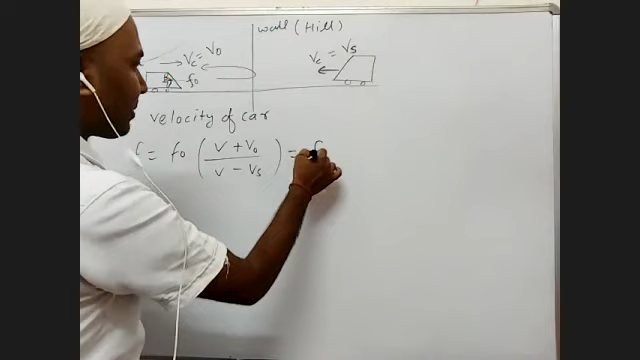 wall (Hill)
Vc = V0
f0
Vc = Vs
velocity of car
f = f0 ( V + V0 / V - Vs ) = f